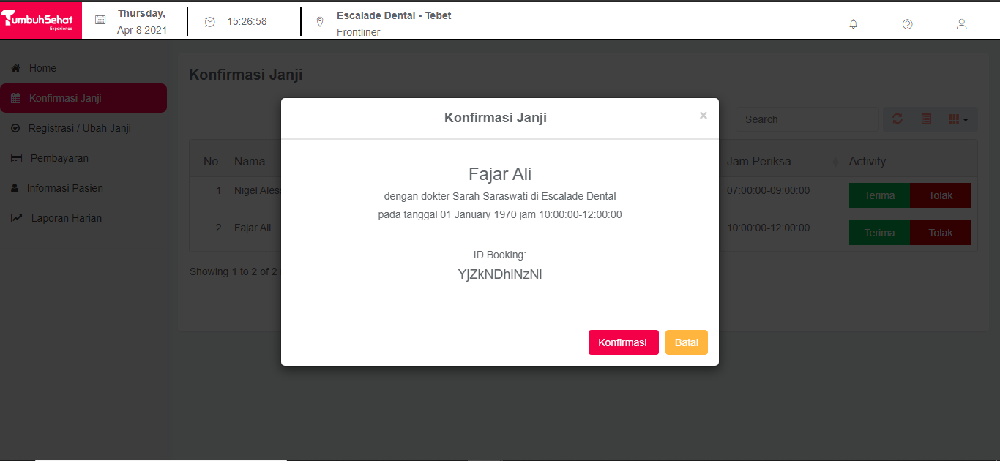 TumbuhSehat
Experience
Thursday,
Apr 8 2021
15:26:58
Escalade Dental - Tebet
Frontliner
Home
Konfirmasi Janji
Registrasi / Ubah Janji
Pembayaran
Informasi Pasien
Laporan Harian
Konfirmasi Janji
Search
No. Nama Jam Periksa Activity
1 Nigel Aless 07:00:00-09:00:00 Terima Tolak
2 Fajar Ali 10:00:00-12:00:00 Terima Tolak
Showing 1 to 2 of 2
Konfirmasi Janji ×
Fajar Ali
dengan dokter Sarah Saraswati di Escalade Dental
pada tanggal 01 January 1970 jam 10:00:00-12:00:00
ID Booking:
YjZkNDhiNzNi
Konfirmasi Batal